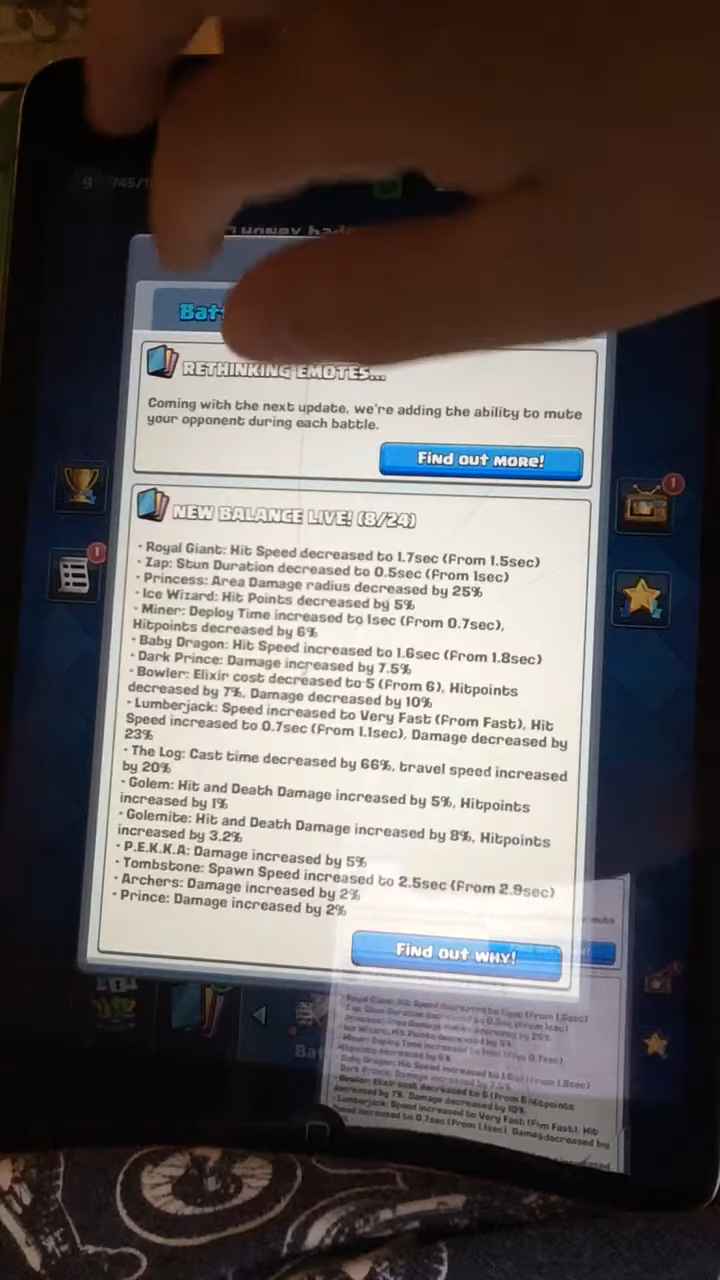 9 745/1
Batt
RETHINKING EMOTES...
Coming with the next update, we're adding the ability to mute
your opponent during each battle.
Find out MORE!
NEW BALANCE LIVE! (8/24)
· Royal Giant: Hit Speed decreased to 1.7sec (From 1.5sec)
· Zap: Stun Duration decreased to 0.5sec (From 1sec)
· Princess: Area Damage radius decreased by 25%
· Ice Wizard: Hit Points decreased by 5%
· Miner: Deploy Time increased to 1sec (From 0.7sec),
Hitpoints decreased by 6%
· Baby Dragon: Hit Speed increased to 1.6sec (From 1.8sec)
· Dark Prince: Damage increased by 7.5%
· Bowler: Elixir cost decreased to 5 (From 6), Hitpoints
decreased by 7%, Damage decreased by 10%
· Lumberjack: Speed increased to Very Fast (From Fast), Hit
Speed increased to 0.7sec (From 1.1sec), Damage decreased by
23%
· The Log: Cast time decreased by 66%, travel speed increased
by 20%
· Golem: Hit and Death Damage increased by 5%, Hitpoints
increased by 1%
· Golemite: Hit and Death Damage increased by 8%, Hitpoints
increased by 3.2%
· P.E.K.K.A: Damage increased by 5%
· Tombstone: Spawn Speed increased to 2.5sec (From 2.9sec)
· Archers: Damage increased by 2%
· Prince: Damage increased by 2%
Find out WHY!
1
1
Bat